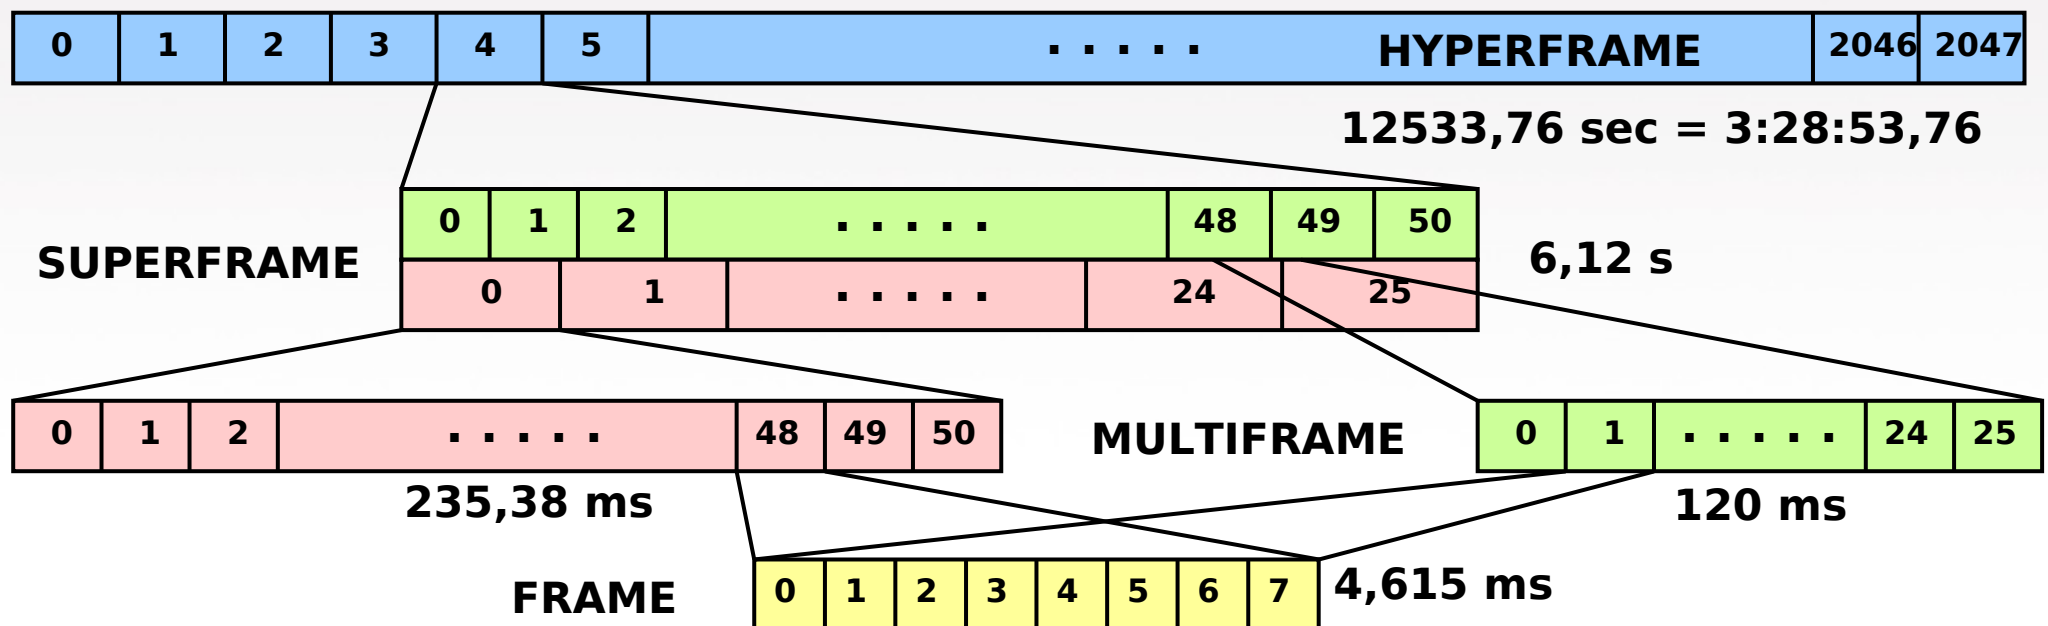 0 1 2 3 4 5 ..... HYPERFRAME 2046 2047
12533,76 sec = 3:28:53,76
0 1 2 ..... 48 49 50
SUPERFRAME 6,12 s
0 1 ..... 24 25
0 1 2 ..... 48 49 50 MULTIFRAME 0 1 ..... 24 25
235,38 ms 120 ms
FRAME 0 1 2 3 4 5 6 7 4,615 ms